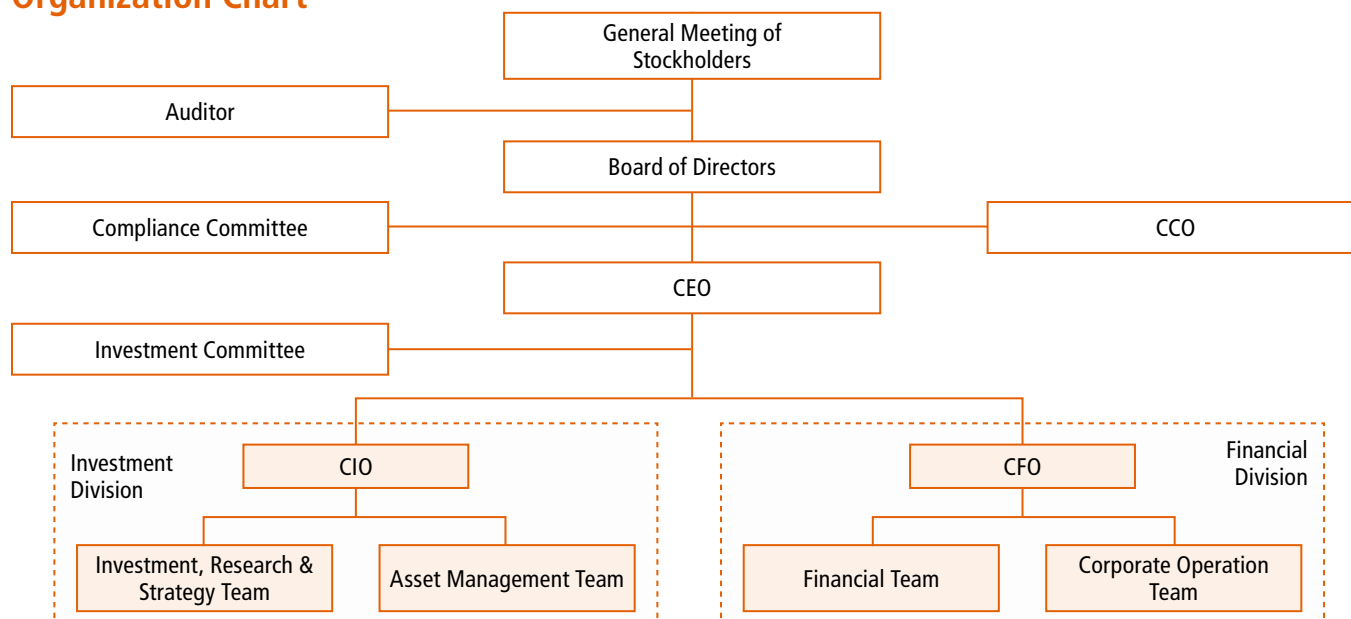 Organization Chart
General Meeting of
Stockholders
Auditor
Board of Directors
Compliance Committee
CCO
CEO
Investment Committee
Investment
Division
CIO
CFO
Financial
Division
Investment, Research &
Strategy Team
Asset Management Team
Financial Team
Corporate Operation
Team